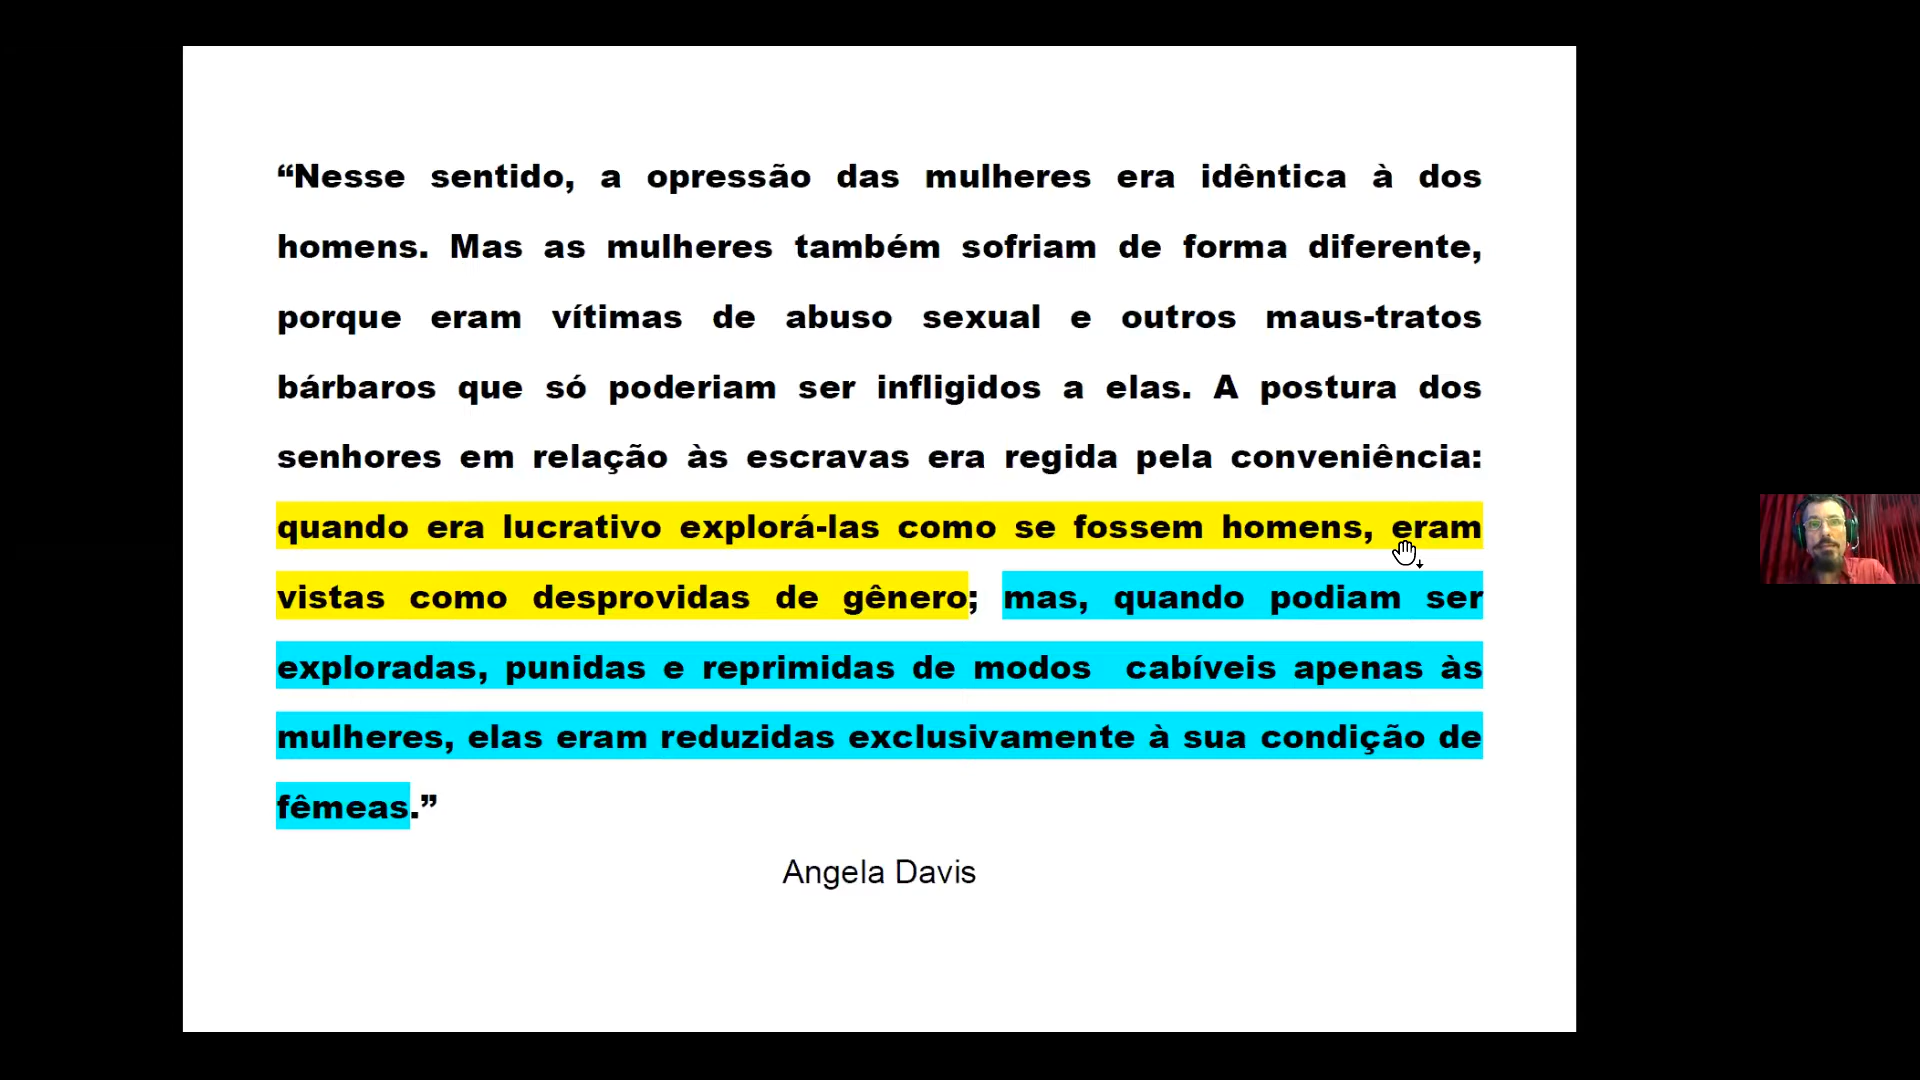 “Nesse sentido, a opressão das mulheres era idêntica à dos
homens. Mas as mulheres também sofriam de forma diferente,
porque eram vítimas de abuso sexual e outros maus-tratos
bárbaros que só poderiam ser infligidos a elas. A postura dos
senhores em relação às escravas era regida pela conveniência:
quando era lucrativo explorá-las como se fossem homens, eram
vistas como desprovidas de gênero; mas, quando podiam ser
exploradas, punidas e reprimidas de modos cabíveis apenas às
mulheres, elas eram reduzidas exclusivamente à sua condição de
fêmeas.”
Angela Davis